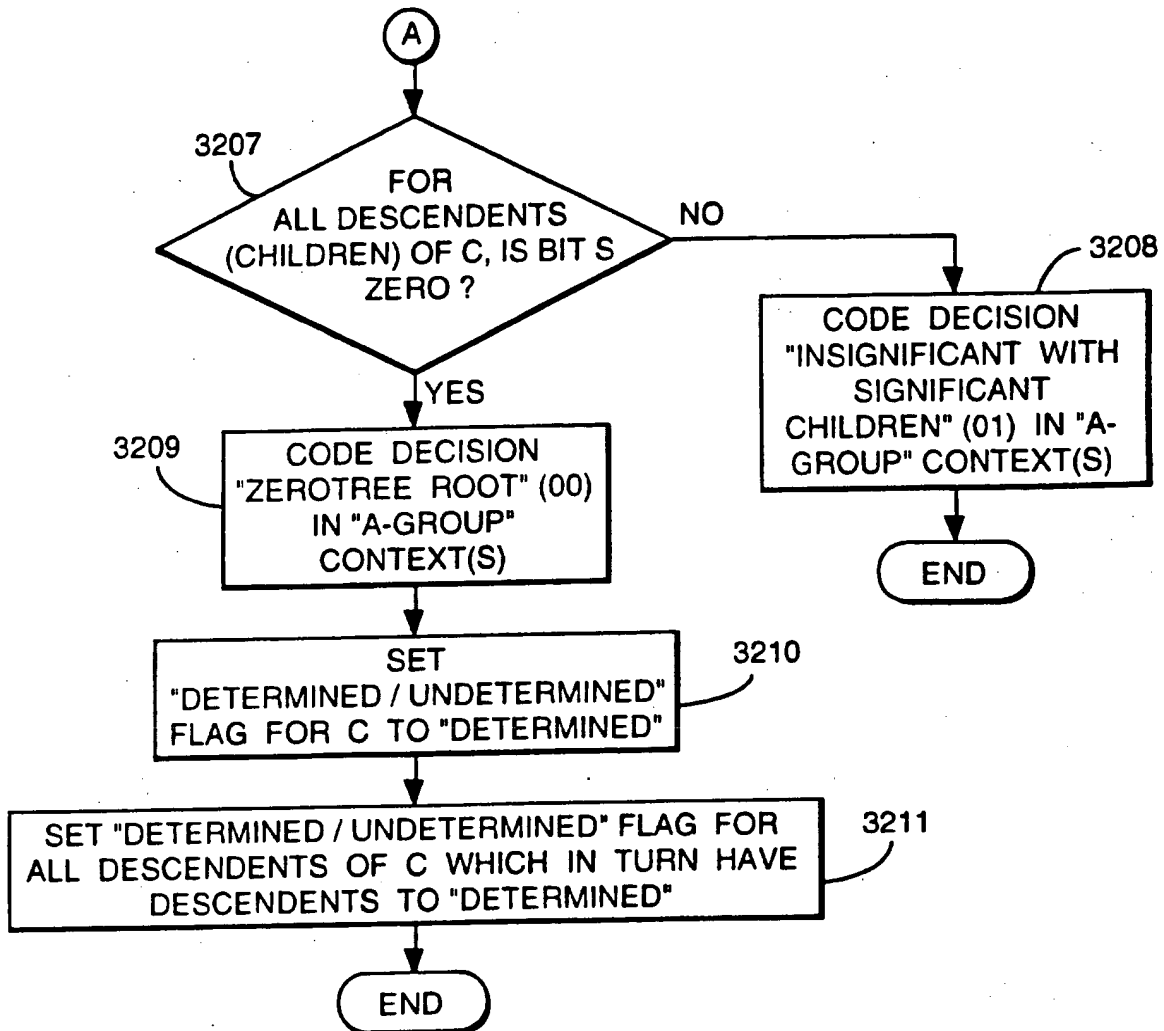 A
3207
FOR
ALL DESCENDENTS
(CHILDREN) OF C, IS BIT S
ZERO ?
NO
YES
3208
CODE DECISION
"INSIGNIFICANT WITH
SIGNIFICANT
CHILDREN" (01) IN "A-
GROUP" CONTEXT(S)
END
3209
CODE DECISION
"ZEROTREE ROOT" (00)
IN "A-GROUP"
CONTEXT(S)
3210
SET
"DETERMINED / UNDETERMINED"
FLAG FOR C TO "DETERMINED"
3211
SET "DETERMINED / UNDETERMINED" FLAG FOR
ALL DESCENDENTS OF C WHICH IN TURN HAVE
DESCENDENTS TO "DETERMINED"
END